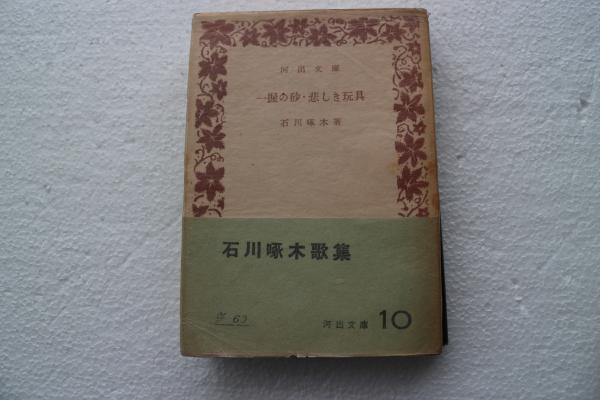 河出文庫
一握の砂・悲しき玩具
石川啄木著
石川啄木歌集
河出文庫 10